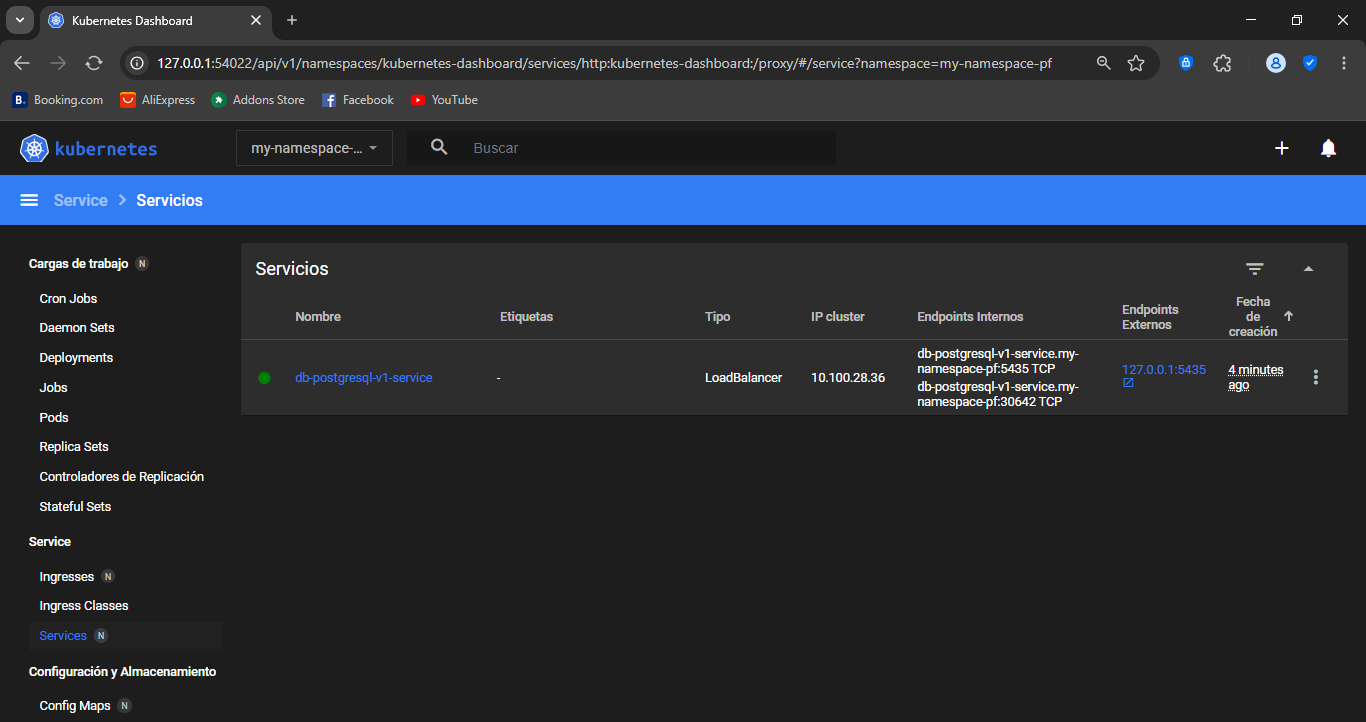 Kubernetes Dashboard
127.0.0.1:54022/api/v1/namespaces/kubernetes-dashboard/services/http:kubernetes-dashboard:/proxy/#/service?namespace=my-namespace-pf
B. Booking.com
AliExpress
Addons Store
Facebook
YouTube
kubernetes
my-namespace-...
Buscar
Service
Servicios
Cargas de trabajo N
Cron Jobs
Daemon Sets
Deployments
Jobs
Pods
Replica Sets
Controladores de Replicación
Stateful Sets
Service
Ingresses N
Ingress Classes
Services N
Configuración y Almacenamiento
Config Maps N
Servicios
Nombre
Etiquetas
Tipo
IP cluster
Endpoints Internos
Endpoints
Externos
Fecha
de
creación
db-postgresql-v1-service
-
LoadBalancer
10.100.28.36
db-postgresql-v1-service.my-
namespace-pf:5435 TCP
db-postgresql-v1-service.my-
namespace-pf:30642 TCP
127.0.0.1:5435
4 minutes
ago